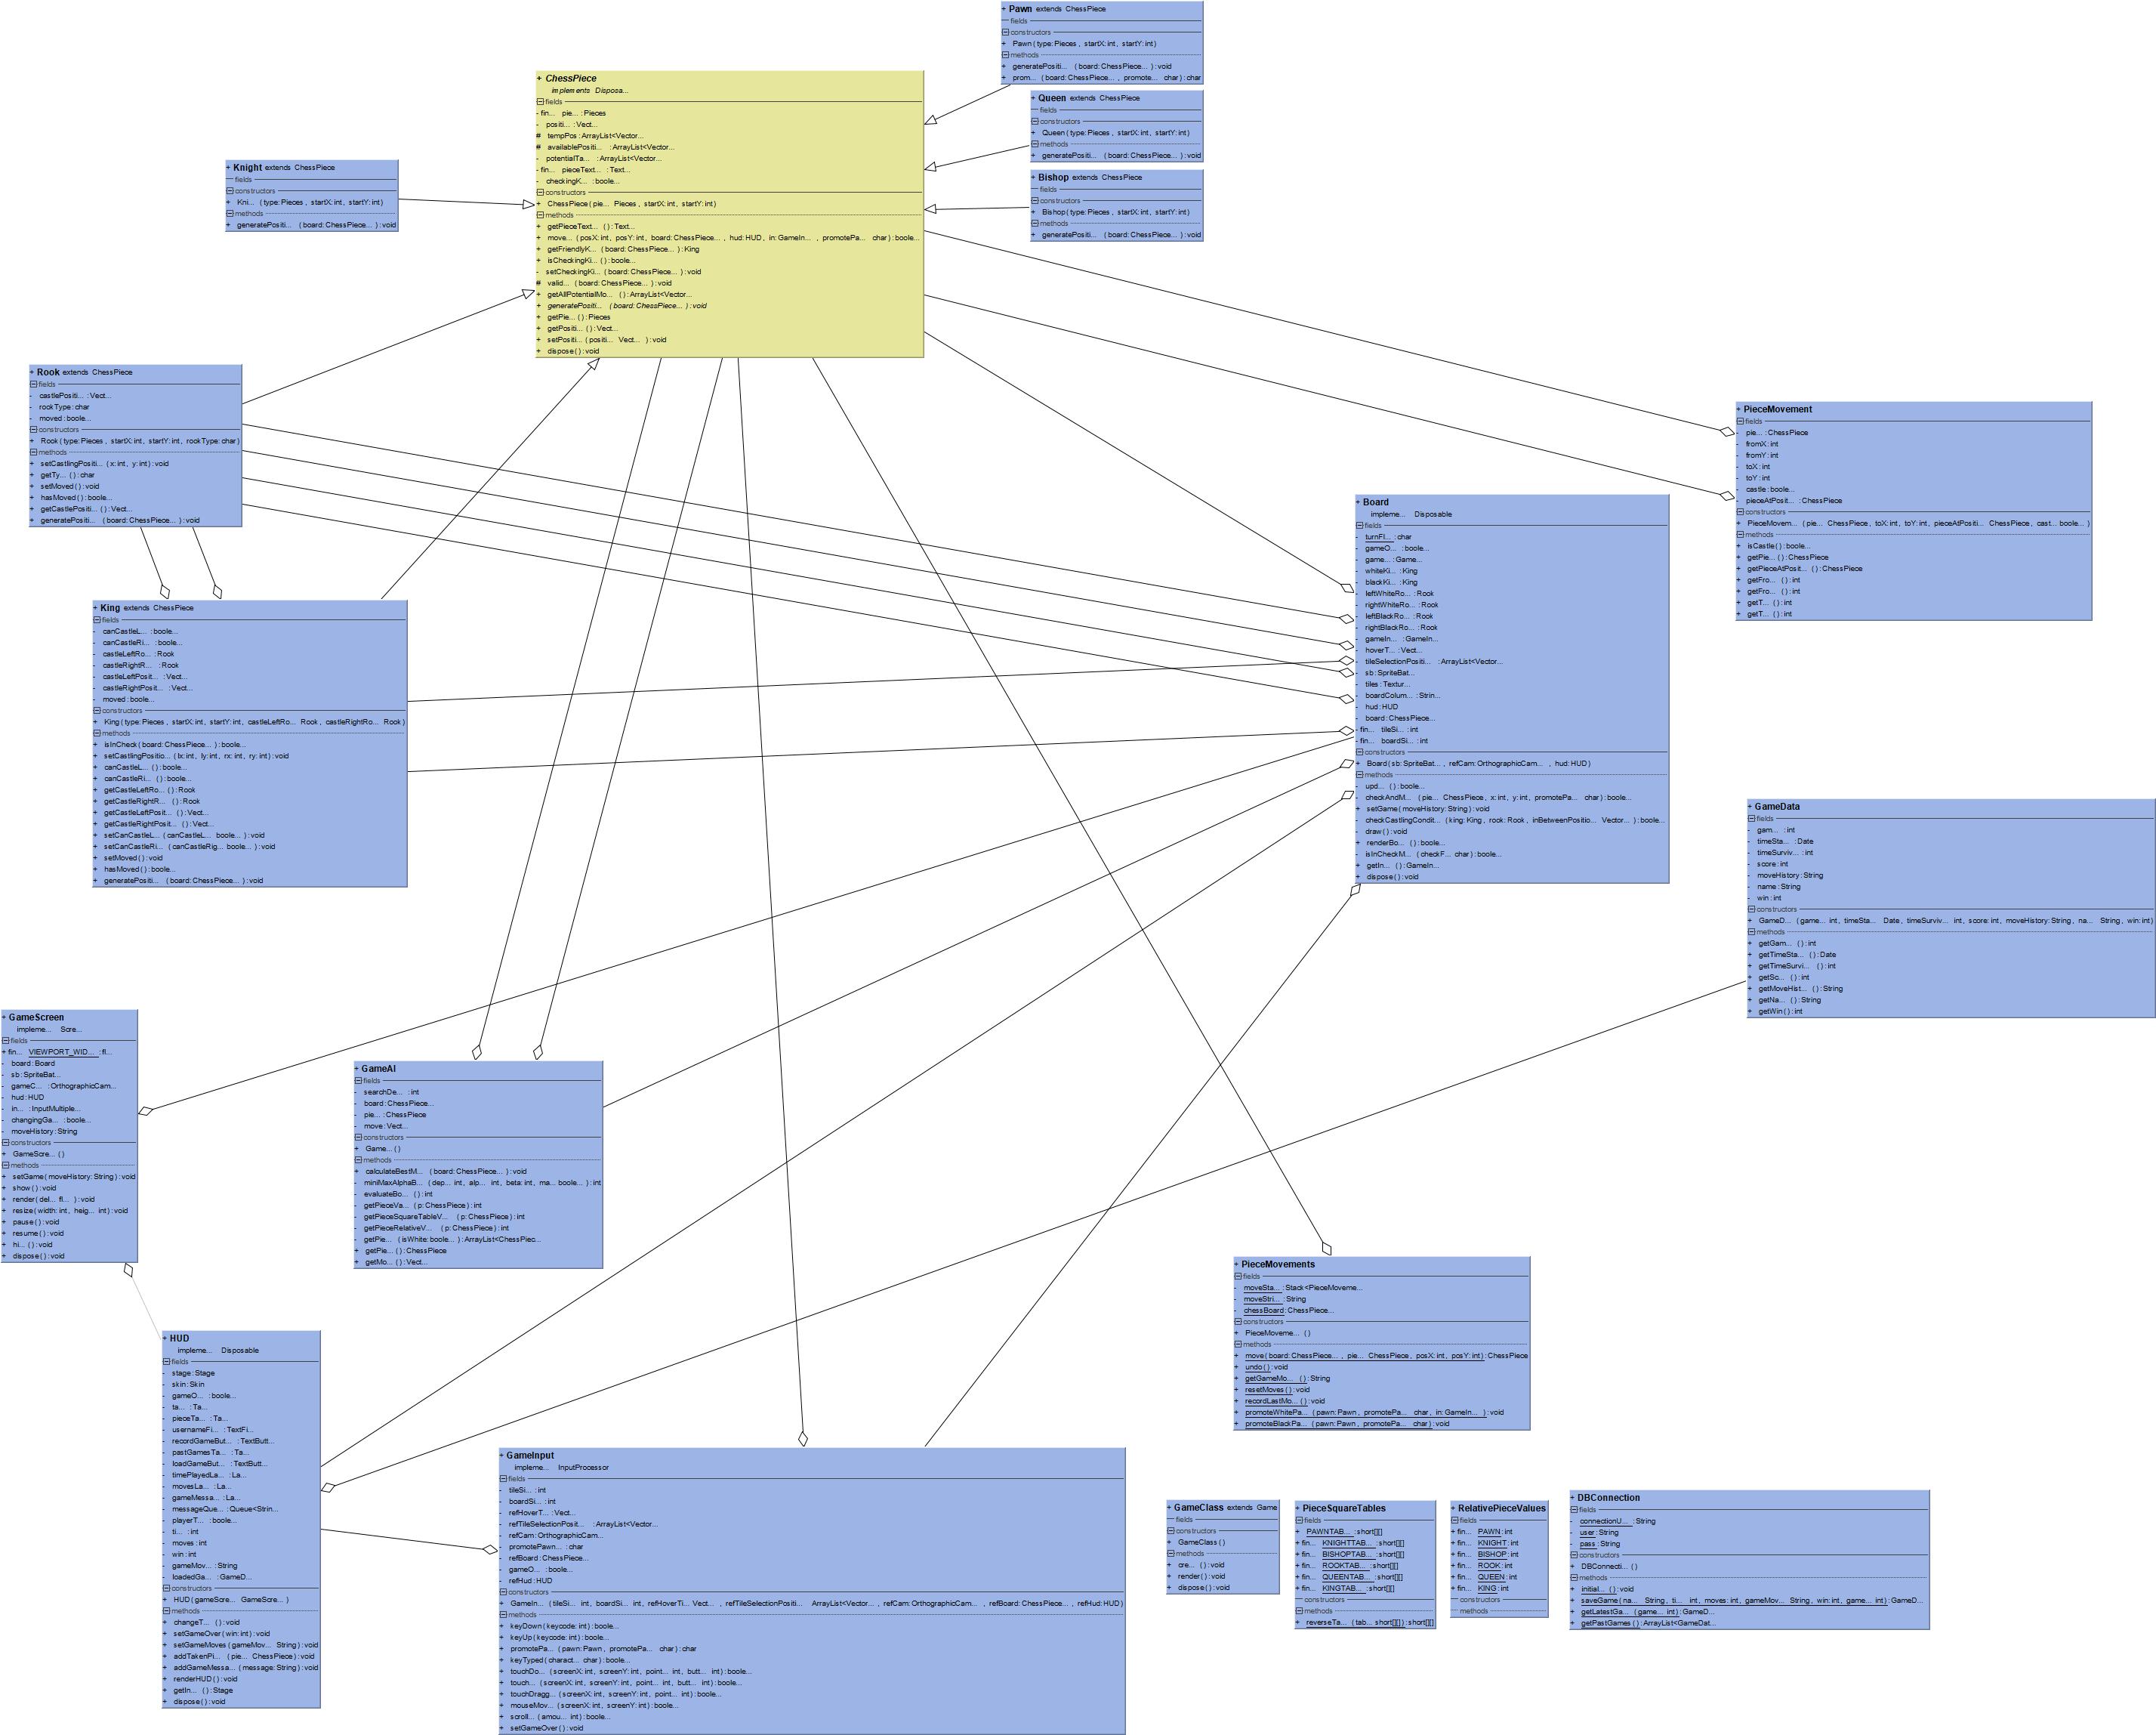 + Pawn extends ChessPiece
fields
constructors
+ Pawn (type: Pieces , startX: int, startY: int)
methods
+ generatePositi... (board: ChessPiece... ) : void
+ prom... (board: ChessPiece... , promote... char) : char
+ Queen extends ChessPiece
fields
constructors
+ Queen (type: Pieces, startX: int, startY: int)
methods
+ generatePositi... (board: ChessPiece... ) : void
+ Bishop extends ChessPiece
fields
constructors
+ Bishop (type: Pieces, startX: int, startY: int)
methods
+ generatePositi... (board: ChessPiece... ) : void
+ ChessPiece
implements Disposa...
fields
- fin... pie... : Pieces
- positi... : Vect...
# tempPos : ArrayList<Vector...
# availablePositi... : ArrayList<Vector...
- potentialTa... : ArrayList<Vector...
- fin... pieceText... : Text...
- checkingK... : boole...
constructors
+ ChessPiece (pie... Pieces, startX: int, startY: int)
methods
+ getPieceText... () : Text...
+ move... (posX: int, posY: int, board: ChessPiece... , hud: HUD, in: GameIn... , promotePa... char) : boole...
+ getFriendlyK... (board: ChessPiece... ) : King
+ isCheckingKi... () : boole...
- setCheckingKi... (board: ChessPiece... ) : void
# valid... (board: ChessPiece... ) : void
+ getAllPotentialMo... () : ArrayList<Vector...
+ generatePositi... (board: ChessPiece... ) : void
+ getPie... () : Pieces
+ getPositi... () : Vect...
+ setPositi... (positi... Vect... ) : void
+ dispose () : void
+ Knight extends ChessPiece
fields
constructors
+ Kni... (type: Pieces, startX: int, startY: int)
methods
+ generatePositi... (board: ChessPiece... ) : void
+ Rook extends ChessPiece
fields
- castlePositi... : Vect...
- rookType: char
- moved : boole...
constructors
+ Rook (type: Pieces, startX: int, startY: int, rookType: char)
methods
+ setCastlingPositi... (x: int, y: int) : void
+ getTy... () : char
+ setMoved () : void
+ hasMoved () : boole...
+ getCastlePositi... () : Vect...
+ generatePositi... (board: ChessPiece... ) : void
+ PieceMovement
fields
- pie... : ChessPiece
- fromX: int
- fromY: int
- toX: int
- toY: int
- castle : boole...
- pieceAtPosit... : ChessPiece
constructors
+ PieceMovem... (pie... ChessPiece, toX: int, toY: int, pieceAtPositi... ChessPiece, cast... boole... )
methods
+ isCastle () : boole...
+ getPie... () : ChessPiece
+ getPieceAtPosit... () : ChessPiece
+ getFro... () : int
+ getFro... () : int
+ getT... () : int
+ getT... () : int
+ Board
impleme... Disposable
fields
- turnFl... : char
- gameO... : boole...
- game... : Game...
- whiteKi... : King
- blackKi... : King
- leftWhiteRo... : Rook
- rightWhiteRo... : Rook
- leftBlackRo... : Rook
- rightBlackRo... : Rook
- gameIn... : GameIn...
- hoverT... : Vect...
- tileSelectionPositi... : ArrayList<Vector...
- sb: SpriteBat...
- tiles : Textur...
- boardColum... : Strin...
- hud: HUD
- board: ChessPiece...
- fin... tileSi... : int
- fin... boardSi... : int
constructors
+ Board (sb: SpriteBat... , refCam: OrthographicCam... , hud: HUD )
methods
- upd... () : boole...
- checkAndM... (pie... ChessPiece, x: int, y: int, promotePa... char) : boole...
+ setGame (moveHistory: String) : void
- checkCastlingCondit... (king: King, rook: Rook, inBetweenPositio... Vector... ) : boole...
- draw () : void
+ renderBo... () : boole...
- isInCheckM... (checkF... char) : boole...
+ getIn... () : GameIn...
+ dispose () : void
+ King extends ChessPiece
fields
- canCastleL... : boole...
- canCastleRi... : boole...
- castleLeftRo... : Rook
- castleRightR... : Rook
- castleLeftPosit... : Vect...
- castleRightPosit... : Vect...
- moved : boole...
constructors
+ King (type: Pieces, startX: int, startY: int, castleLeftRo... Rook, castleRightRo... Rook )
methods
+ isInCheck (board: ChessPiece... ) : boole...
+ setCastlingPositio... (lx: int, ly: int, rx: int, ry: int) : void
+ canCastleL... () : boole...
+ canCastleRi... () : boole...
+ getCastleLeftRo... () : Rook
+ getCastleRightR... () : Rook
+ getCastleLeftPosit... () : Vect...
+ getCastleRightPosit... () : Vect...
+ setCanCastleL... (canCastleL... boole... ) : void
+ setCanCastleRi... (canCastleRig... boole... ) : void
+ setMoved () : void
+ hasMoved () : boole...
+ generatePositi... (board: ChessPiece... ) : void
+ GameData
fields
- gam... : int
- timeSta... : Date
- timeSurviv... : int
- score: int
- moveHistory: String
- name: String
- win: int
constructors
+ GameD... (game... int, timeSta... Date, timeSurviv... int, score: int, moveHistory: String, na... String, win: int)
methods
+ getGam... () : int
+ getTimeSta... () : Date
+ getTimeSurvi... () : int
+ getSc... () : int
+ getMoveHist... () : String
+ getNa... () : String
+ getWin () : int
+ GameScreen
impleme... Scre...
fields
+ fin... VIEWPORT_WID... : fl...
- board: Board
- sb: SpriteBat...
- gameC... : OrthographicCam...
- hud: HUD
- in... : InputMultiple...
- changingGa... : boole...
- moveHistory: String
constructors
+ GameScre... ()
methods
+ setGame (moveHistory: String) : void
+ show () : void
+ render (del... fl... ) : void
+ resize (width: int, heig... int) : void
+ pause () : void
+ resume () : void
+ hi... () : void
+ dispose () : void
+ GameAI
fields
- searchDe... : int
- board: ChessPiece...
- pie... : ChessPiece
- move : Vect...
constructors
+ Game... ()
methods
+ calculateBestM... (board: ChessPiece... ) : void
- miniMaxAlphaB... (dep... int, alp... int, beta: int, ma... boole... ) : int
- evaluateBo... () : int
- getPieceVa... (p: ChessPiece ) : int
- getPieceSquareTableV... (p: ChessPiece ) : int
- getPieceRelativeV... (p: ChessPiece ) : int
- getPie... (isWhite: boole... ) : ArrayList<ChessPiec...
+ getPie... () : ChessPiece
+ getMo... () : Vect...
+ PieceMovements
fields
- moveSta... : Stack<PieceMoveme...
- moveStri... : String
- chessBoard: ChessPiece...
constructors
+ PieceMoveme... ()
methods
+ move (board: ChessPiece... , pie... ChessPiece, posX: int, posY: int) : ChessPiece
+ undo () : void
+ getGameMo... () : String
+ resetMoves () : void
+ recordLastMo... () : void
+ promoteWhitePa... (pawn: Pawn, promotePa... char, in: GameIn... ) : void
+ promoteBlackPa... (pawn: Pawn, promotePa... char) : void
+ HUD
impleme... Disposable
fields
- stage: Stage
- skin: Skin
- gameO... : boole...
- ta... : Ta...
- pieceTa... : Ta...
- usernameFi... : TextFi...
- recordGameBut... : TextButt...
- pastGamesTa... : Ta...
- loadGameBut... : TextButt...
- timePlayedLa... : La...
- movesLa... : La...
- gameMessa... : La...
- messageQue... : Queue<Strin...
- playerT... : boole...
- ti... : int
- moves: int
- win: int
- gameMov... : String
- loadedGa... : GameD...
constructors
+ HUD (gameScre... GameScre... )
methods
+ changeT... () : void
+ setGameOver (win: int) : void
+ setGameMoves (gameMov... String) : void
+ addTakenPi... (pie... ChessPiece ) : void
+ addGameMessa... (message: String) : void
+ renderHUD () : void
+ getIn... () : Stage
+ dispose () : void
+ GameInput
impleme... InputProcessor
fields
- tileSi... : int
- boardSi... : int
- refHoverT... : Vect...
- refTileSelectionPosit... : ArrayList<Vector...
- refCam: OrthographicCam...
- promotePawn... : char
- refBoard: ChessPiece...
- gameO... : boole...
- refHud: HUD
constructors
+ GameIn... (tileSi... int, boardSi... int, refHoverTi... Vect... , refTileSelectionPositi... ArrayList<Vector... , refCam: OrthographicCam... , refBoard: ChessPiece... , refHud: HUD)
methods
+ keyDown (keycode: int) : boole...
+ keyUp (keycode: int) : boole...
+ promotePa... (pawn: Pawn, promotePa... char) : char
+ keyTyped (charact... char) : boole...
+ touchDo... (screenX: int, screenY: int, point... int, butt... int) : boole...
+ touch... (screenX: int, screenY: int, point... int, butt... int) : boole...
+ touchDragg... (screenX: int, screenY: int, point... int) : boole...
+ mouseMov... (screenX: int, screenY: int) : boole...
+ scroll... (amou... int) : boole...
+ setGameOver () : void
+ GameClass extends Game
fields
constructors
+ GameClass ()
methods
+ cre... () : void
+ render () : void
+ dispose () : void
+ PieceSquareTables
fields
+ PAWNTAB... : short[][]
+ fin... KNIGHTTAB... : short[][]
+ fin... BISHOPTAB... : short[][]
+ fin... ROOKTAB... : short[][]
+ fin... QUEENTAB... : short[][]
+ fin... KINGTAB... : short[][]
constructors
methods
+ reverseTa... (tab... short[][]) : short[][]
+ RelativePieceValues
fields
+ fin... PAWN: int
+ fin... KNIGHT: int
+ fin... BISHOP: int
+ fin... ROOK: int
+ fin... QUEEN: int
+ fin... KING: int
constructors
methods
+ DBConnection
fields
- connectionU... : String
- user: String
- pass: String
constructors
+ DBConnecti... ()
methods
+ initial... () : void
+ saveGame (na... String, ti... int, moves: int, gameMov... String, win: int, game... int) : GameD...
+ getLatestGa... (game... int) : GameD...
+ getPastGames () : ArrayList<GameDat...